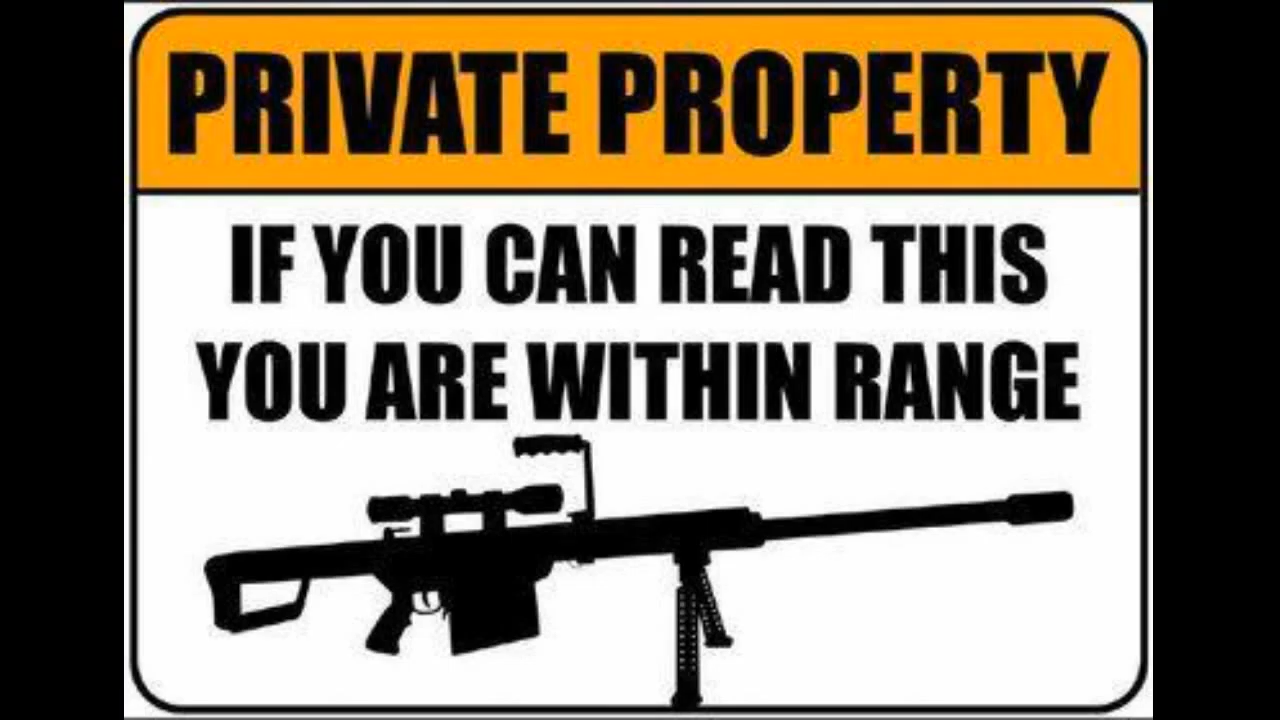 PRIVATE PROPERTY
IF YOU CAN READ THIS
YOU ARE WITHIN RANGE